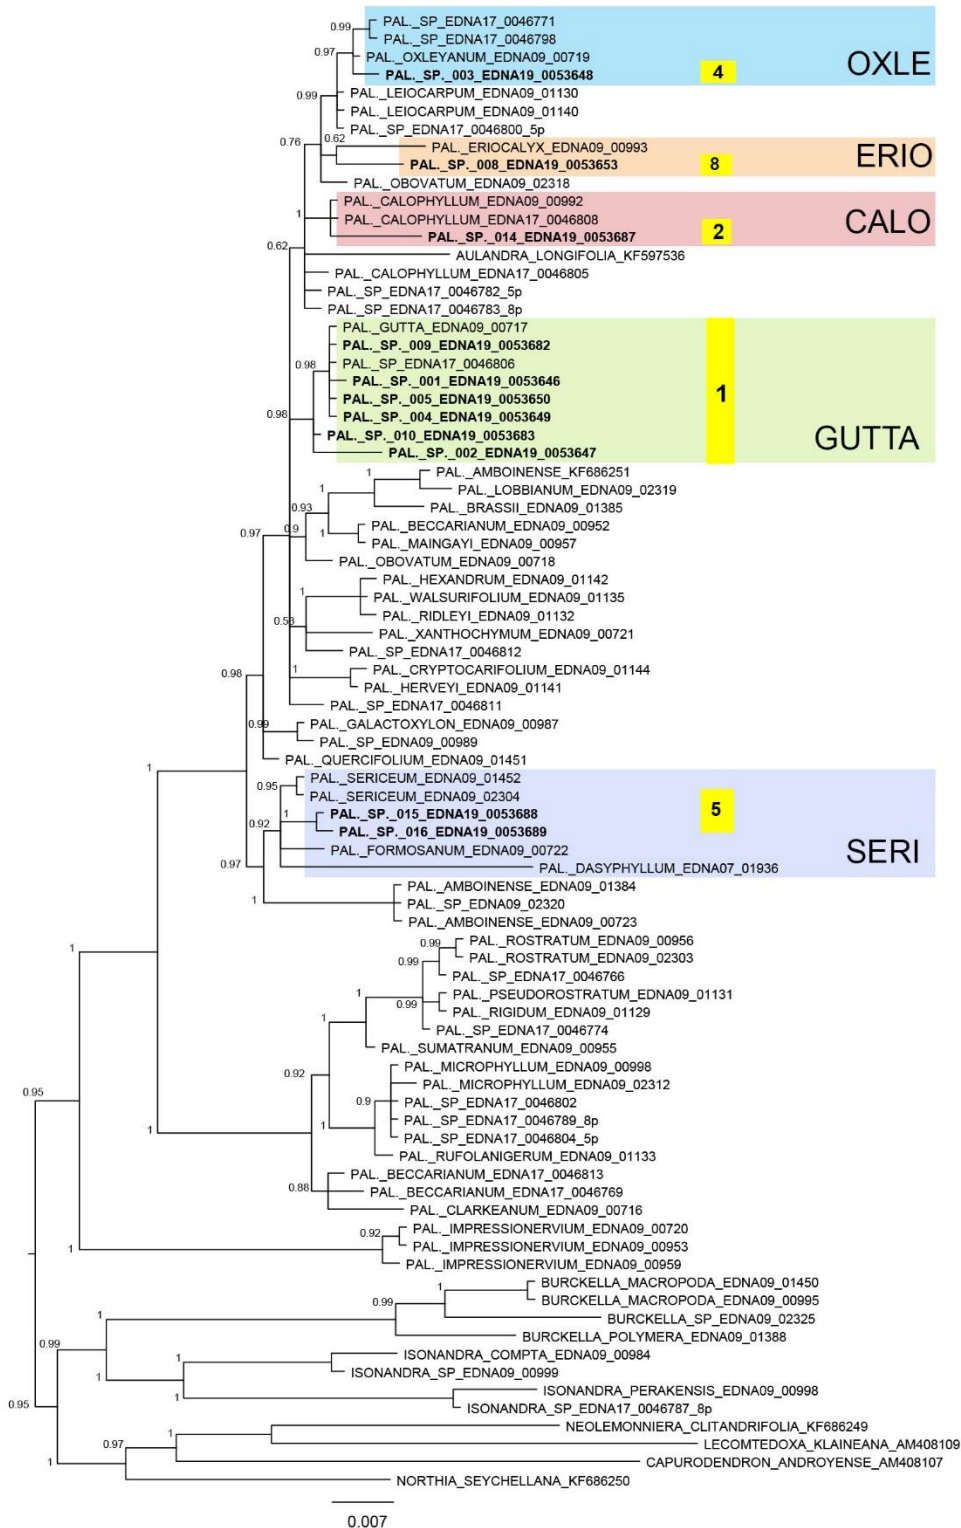 0.99
PAL._SP_EDNA17_0046771
PAL._SP_EDNA17_0046798
0.97
PAL._OXLEYANUM_EDNA09_00719
OXLE
PAL._SP._003_EDNA19_0053648
4
0.99
PAL._LEIOCARPUM_EDNA09_01130
PAL._LEIOCARPUM_EDNA09_01140
PAL._SP_EDNA17_0046800_5p
0.76
0.62
PAL._ERIOCALYX_EDNA09_00993
ERIO
PAL._SP._008_EDNA19_0053653
8
PAL._OBOVATUM_EDNA09_02318
PAL._CALOPHYLLUM_EDNA09_00992
1
PAL._CALOPHYLLUM_EDNA17_0046808
CALO
PAL._SP._014_EDNA19_0053687
2
0.62
AULANDRA_LONGIFOLIA_KF597536
PAL._CALOPHYLLUM_EDNA17_0046805
PAL._SP_EDNA17_0046782_5p
PAL._SP_EDNA17_0046783_8p
PAL._GUTTA_EDNA09_00717
PAL._SP._009_EDNA19_0053682
0.98
PAL._SP_EDNA17_0046806
PAL._SP._001_EDNA19_0053646
1
PAL._SP._005_EDNA19_0053650
0.98
PAL._SP._004_EDNA19_0053649
PAL._SP._010_EDNA19_0053683
GUTTA
PAL._SP._002_EDNA19_0053647
1
PAL._AMBOINENSE_KF686251
1
PAL._LOBBIANUM_EDNA09_02319
0.93
PAL._BRASSII_EDNA09_01385
0.97
0.9
1
PAL._BECCARIANUM_EDNA09_00952
PAL._MAINGAYI_EDNA09_00957
PAL._OBOVATUM_EDNA09_00718
PAL._HEXANDRUM_EDNA09_01142
1
PAL._WALSURIFOLIUM_EDNA09_01135
PAL._RIDLEYI_EDNA09_01132
0.53
PAL._XANTHOCHYMUM_EDNA09_00721
PAL._SP_EDNA17_0046812
0.98
1
PAL._CRYPTOCARIFOLIUM_EDNA09_01144
PAL._HERVEYI_EDNA09_01141
PAL._SP_EDNA17_0046811
0.99
PAL._GALACTOXYLON_EDNA09_00987
PAL._SP_EDNA09_00989
PAL._QUERCIFOLIUM_EDNA09_01451
1
0.95
PAL._SERICEUM_EDNA09_01452
PAL._SERICEUM_EDNA09_02304
1
PAL._SP._015_EDNA19_0053688
5
0.92
PAL._SP._016_EDNA19_0053689
PAL._FORMOSANUM_EDNA09_00722
SERI
0.97
PAL._DASYPHYLLUM_EDNA07_01936
PAL._AMBOINENSE_EDNA09_01384
1
PAL._SP_EDNA09_02320
PAL._AMBOINENSE_EDNA09_00723
1
0.99
PAL._ROSTRATUM_EDNA09_00956
PAL._ROSTRATUM_EDNA09_02303
0.99
PAL._SP_EDNA17_0046766
1
PAL._PSEUDOROSTRATUM_EDNA09_01131
0.99
PAL._RIGIDUM_EDNA09_01129
1
PAL._SP_EDNA17_0046774
PAL._SUMATRANUM_EDNA09_00955
0.92
PAL._MICROPHYLLUM_EDNA09_00998
PAL._MICROPHYLLUM_EDNA09_02312
0.95
0.9
PAL._SP_EDNA17_0046802
PAL._SP_EDNA17_0046789_8p
1
1
PAL._SP_EDNA17_0046804_5p
PAL._RUFOLANIGERUM_EDNA09_01133
PAL._BECCARIANUM_EDNA17_0046813
0.88
PAL._BECCARIANUM_EDNA17_0046769
PAL._CLARKEANUM_EDNA09_00716
0.92
PAL._IMPRESSIONERVIUM_EDNA09_00720
1
PAL._IMPRESSIONERVIUM_EDNA09_00953
PAL._IMPRESSIONERVIUM_EDNA09_00959
1
BURCKELLA_MACROPODA_EDNA09_01450
0.99
BURCKELLA_MACROPODA_EDNA09_00995
1
BURCKELLA_SP_EDNA09_02325
0.99
BURCKELLA_POLYMERA_EDNA09_01388
1
ISONANDRA_COMPTA_EDNA09_00984
1
ISONANDRA_SP_EDNA09_00999
1
ISONANDRA_PERAKENSIS_EDNA09_00998
0.95
ISONANDRA_SP_EDNA17_0046787_8p
1
NEOLEMONNIERA_CLITANDRIFOLIA_KF686249
0.97
LECOMTEDOXA_KLAINEANA_AM408109
1
CAPURODENDRON_ANDROYENSE_AM408107
NORTHIA_SEYCHELLANA_KF686250
0.007